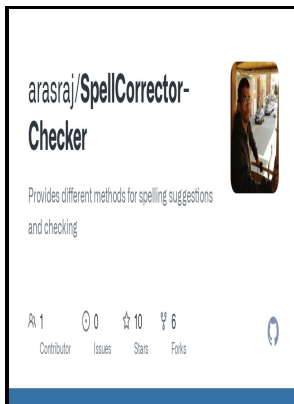 arasraj/SpellCorrector-
Checker
Provides different methods for spelling suggestions
and checking
1 0 10 6
Contributor Issues Stars Forks